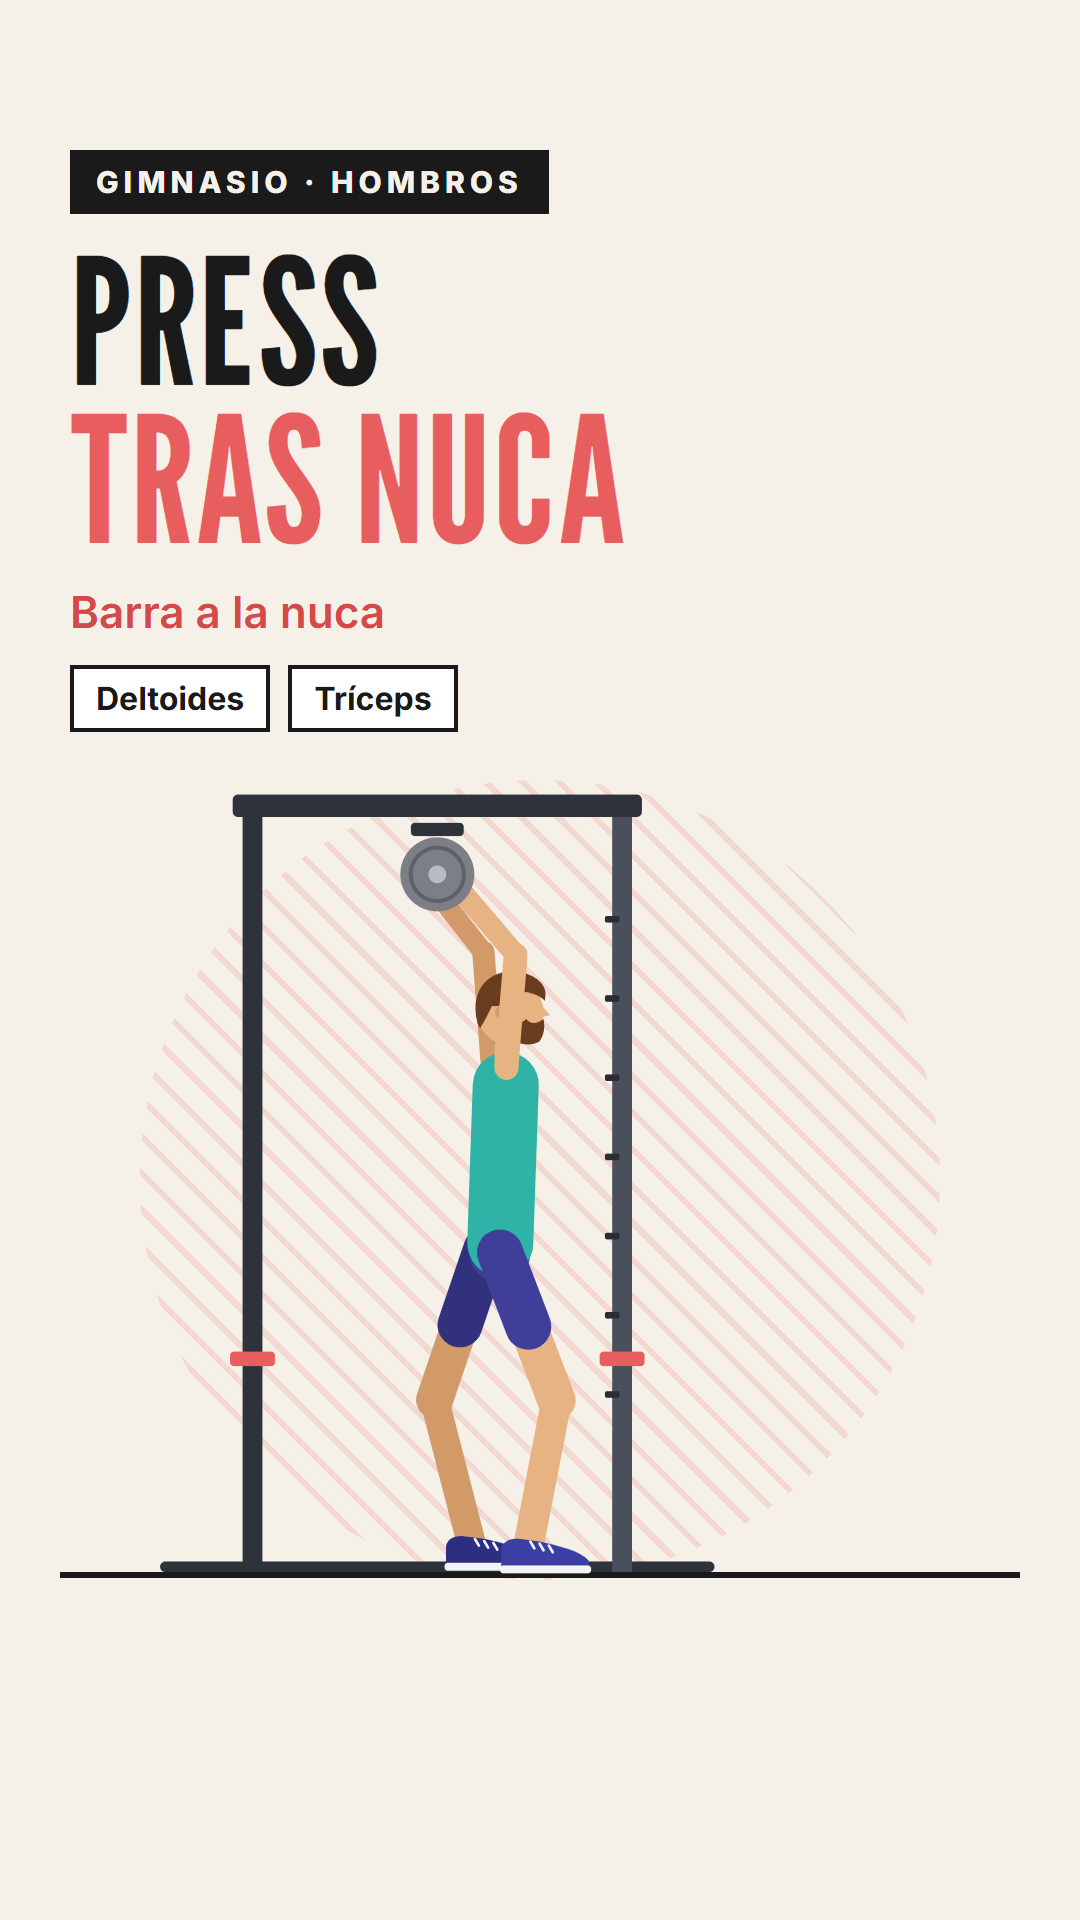 GIMNASIO · HOMBROS
PRESS
TRAS NUCA
Barra a la nuca
Deltoides
Tríceps